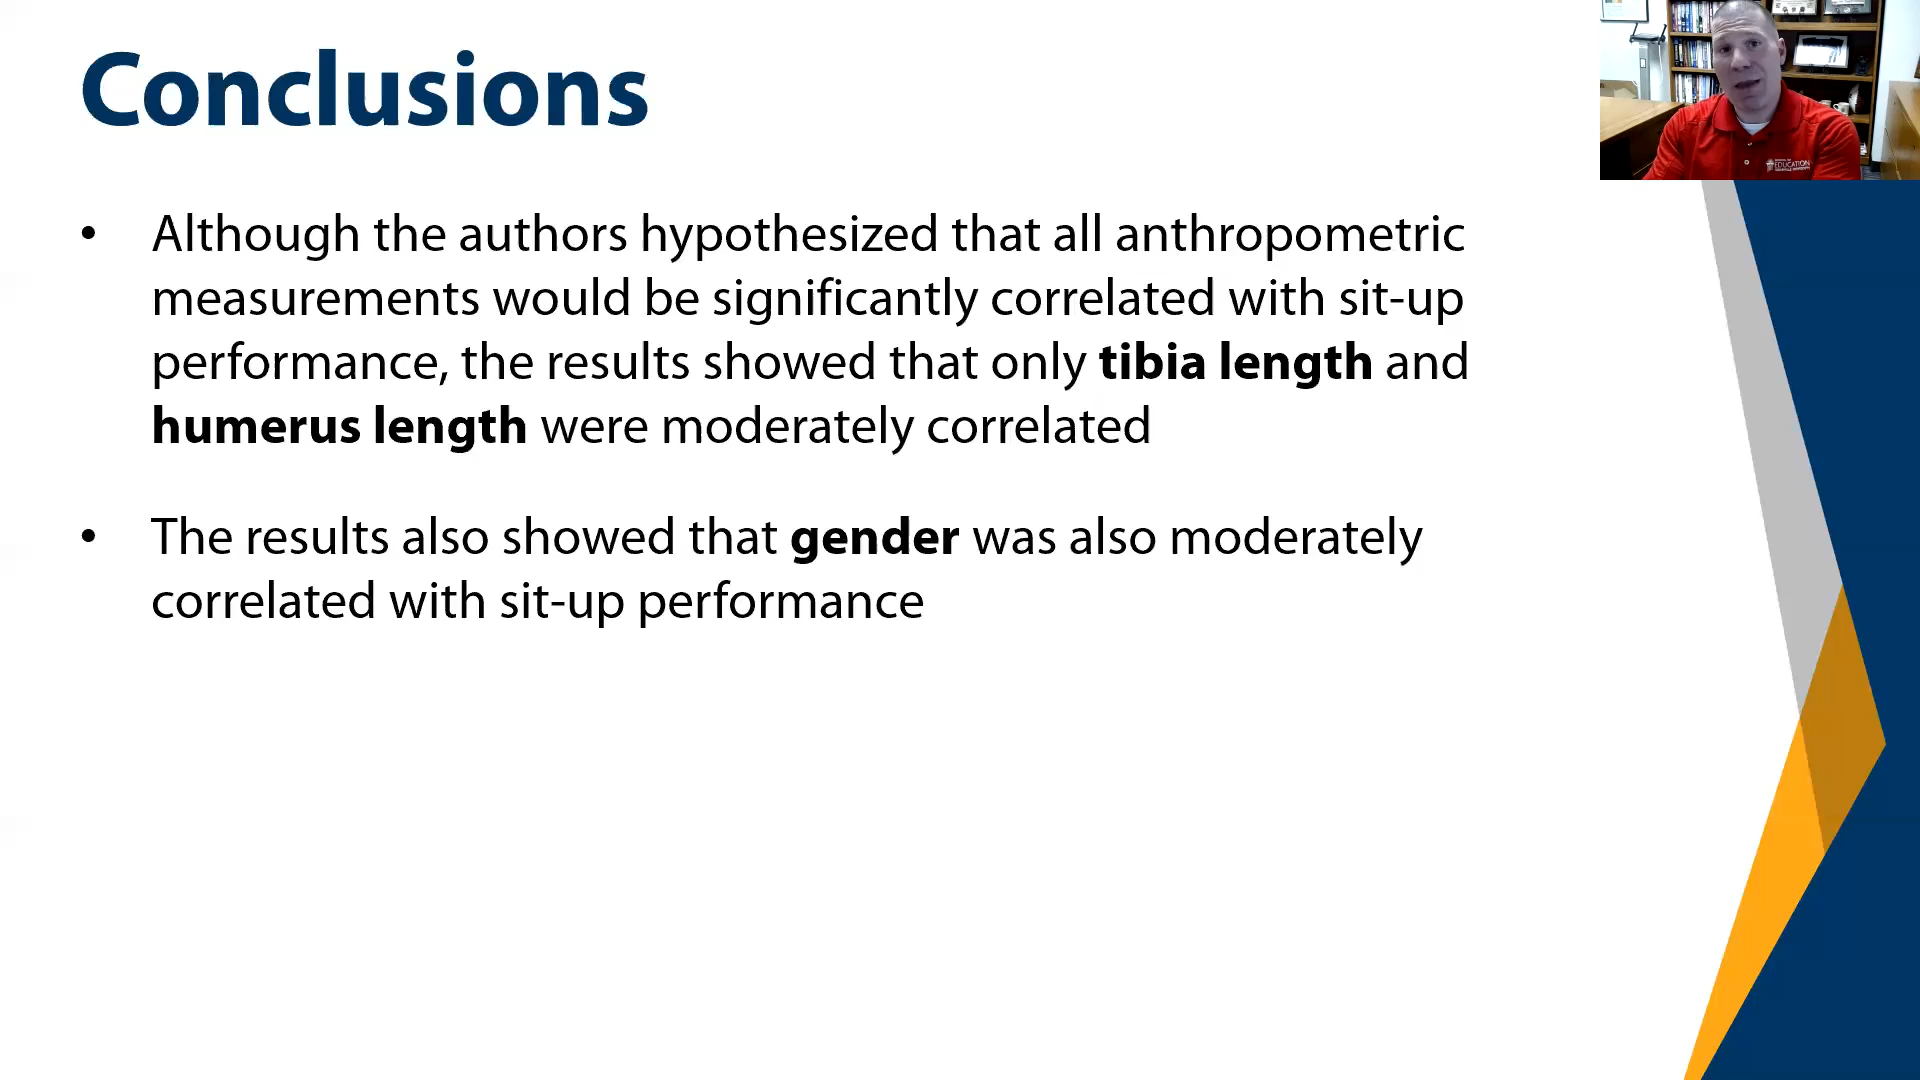 Conclusions
• Although the authors hypothesized that all anthropometric
measurements would be significantly correlated with sit-up
performance, the results showed that only tibia length and
humerus length were moderately correlated
• The results also showed that gender was also moderately
correlated with sit-up performance
EDUCATION